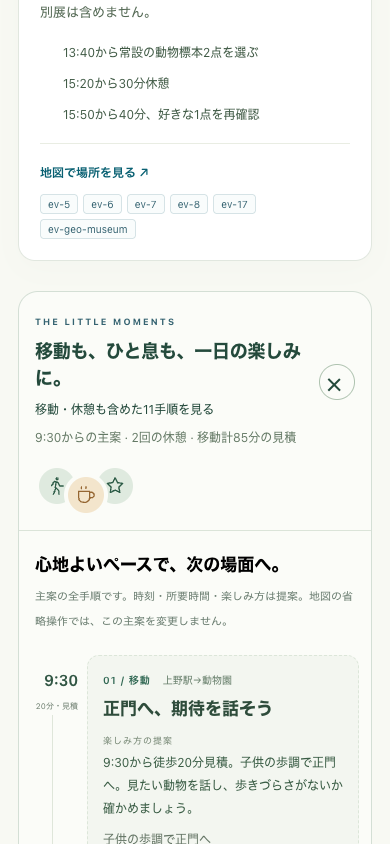 別展は含めません。
13:40から常設の動物標本2点を選ぶ
15:20から30分休憩
15:50から40分、好きな1点を再確認
地図で場所を見る ↗
ev-5 ev-6 ev-7 ev-8 ev-17
ev-geo-museum
THE LITTLE MOMENTS
移動も、ひと息も、一日の楽しみ
に。
移動・休憩も含めた11手順を見る
9:30からの主案 · 2回の休憩 · 移動計85分の見積
心地よいペースで、次の場面へ。
主案の全手順です。時刻・所要時間・楽しみ方は提案。地図の省
略操作では、この主案を変更しません。
9:30
20分・見積
01 / 移動 上野駅→動物園
正門へ、期待を話そう
楽しみ方の提案
9:30から徒歩20分見積。子供の歩調で正門
へ。見たい動物を話し、歩きづらさがないか
確かめましょう。
子供の歩調で正門へ